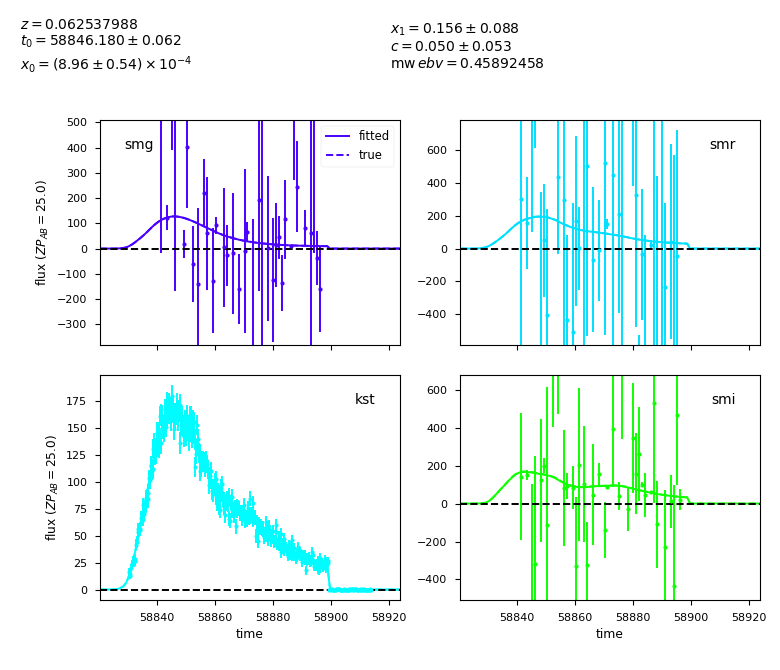 z = 0.062537988
t₀ = 58846.180 ± 0.062
x₀ = (8.96 ± 0.54) × 10⁻⁴
x₁ = 0.156 ± 0.088
c = 0.050 ± 0.053
mw ebv = 0.45892458
smg
fitted
true
flux (ZP_AB = 25.0)
500
400
300
200
100
0
−100
−200
−300
smr
600
400
200
0
−200
−400
kst
flux (ZP_AB = 25.0)
175
150
125
100
75
50
25
0
58840 58860 58880 58900 58920
time
smi
600
400
200
0
−200
−400
58840 58860 58880 58900 58920
time